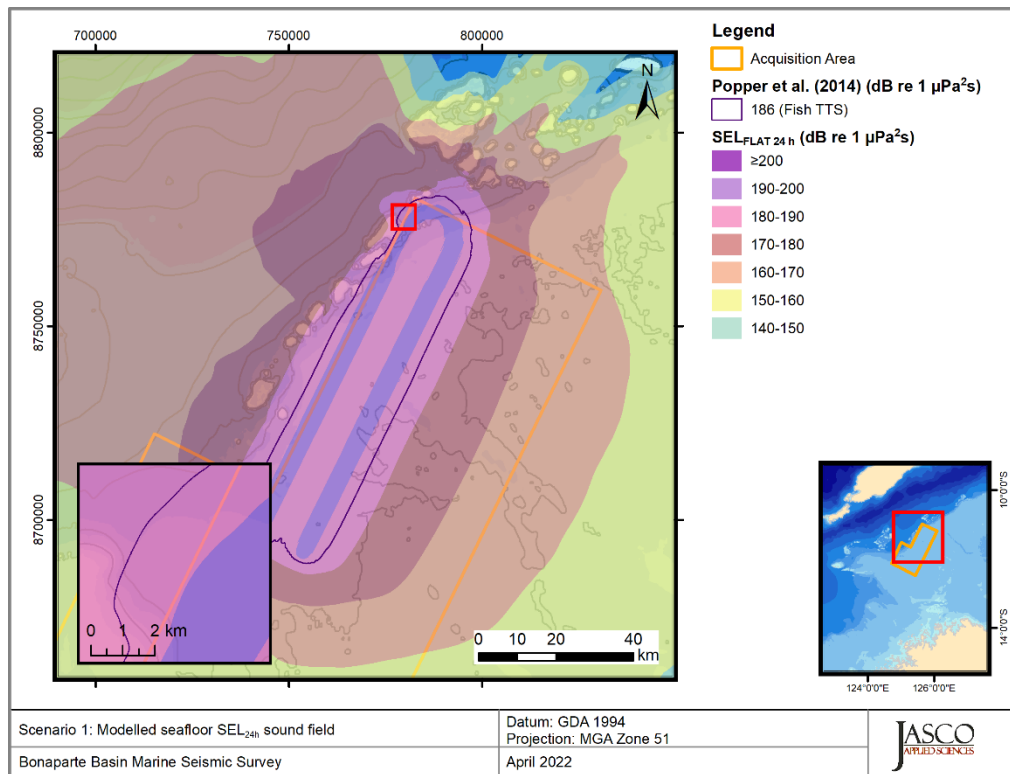 700000
750000
800000
8800000
8750000
8700000
N
0 1 2 km
0 10 20 40
km
Legend
Acquisition Area
Popper et al. (2014) (dB re 1 µPa²s)
186 (Fish TTS)
SEL_FLAT 24 h (dB re 1 µPa²s)
≥200
190-200
180-190
170-180
160-170
150-160
140-150
10°0'0"S
14°0'0"S
124°0'0"E
126°0'0"E
Scenario 1: Modelled seafloor SEL_24h sound field
Datum: GDA 1994
Projection: MGA Zone 51
Bonaparte Basin Marine Seismic Survey
April 2022
JASCO
APPLIED SCIENCES